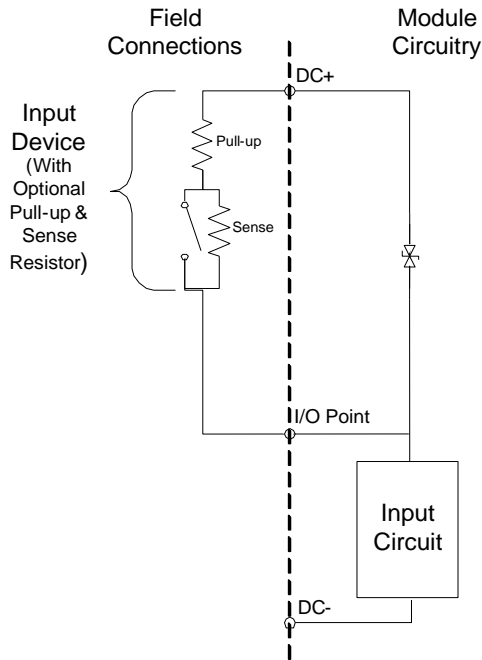 Field
Connections
Module
Circuitry
DC+
Input
Device
(With
Optional
Pull-up &
Sense
Resistor)
Pull-up
Sense
I/O Point
Input
Circuit
DC-